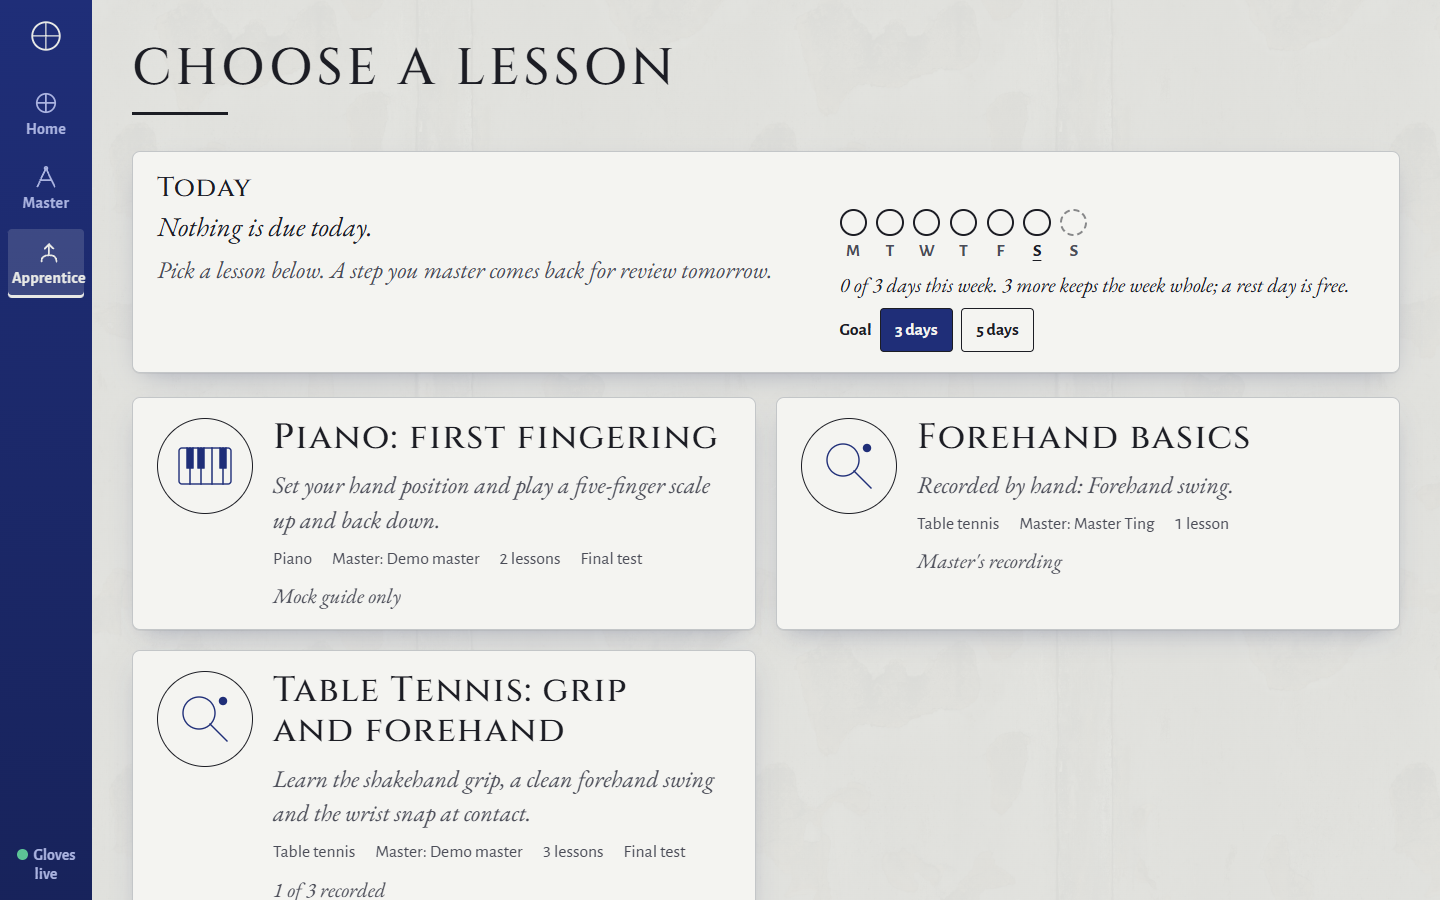 CHOOSE A LESSON
Home
Master
Apprentice
Gloves
live
Today
Nothing is due today.
Pick a lesson below. A step you master comes back for review tomorrow.
M T W T F S S
0 of 3 days this week. 3 more keeps the week whole; a rest day is free.
Goal 3 days 5 days
Piano: first fingering
Set your hand position and play a five-finger scale
up and back down.
Piano Master: Demo master 2 lessons Final test
Mock guide only
Forehand basics
Recorded by hand: Forehand swing.
Table tennis Master: Master Ting 1 lesson
Master's recording
Table Tennis: grip
and forehand
Learn the shakehand grip, a clean forehand swing
and the wrist snap at contact.
Table tennis Master: Demo master 3 lessons Final test
1 of 3 recorded